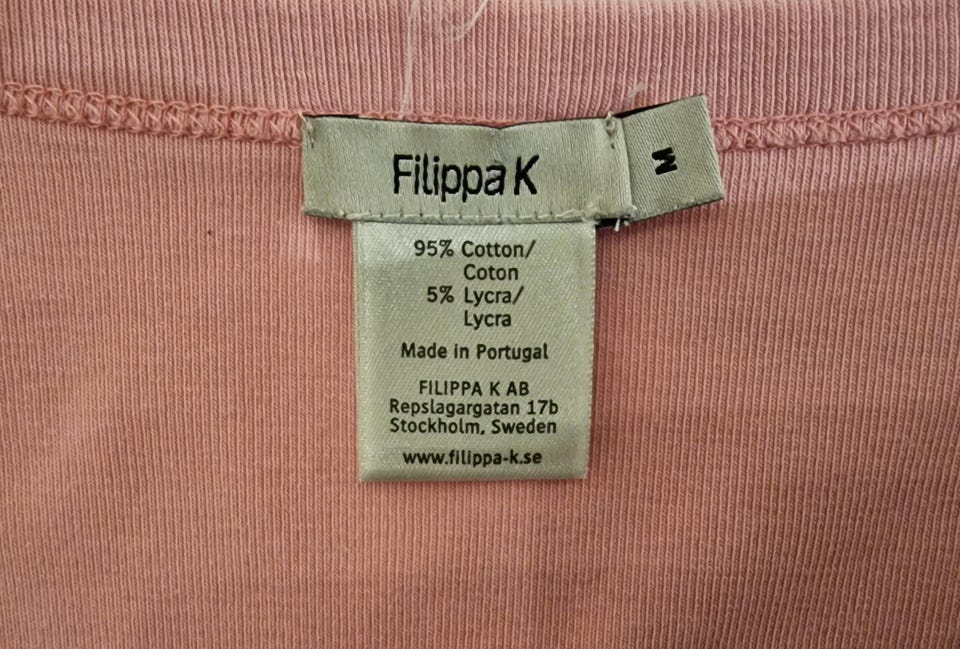 Filippa K
M
95% Cotton/
Coton
5% Lycra/
Lycra
Made in Portugal
FILIPPA K AB
Repslagargatan 17b
Stockholm, Sweden
www.filippa-k.se